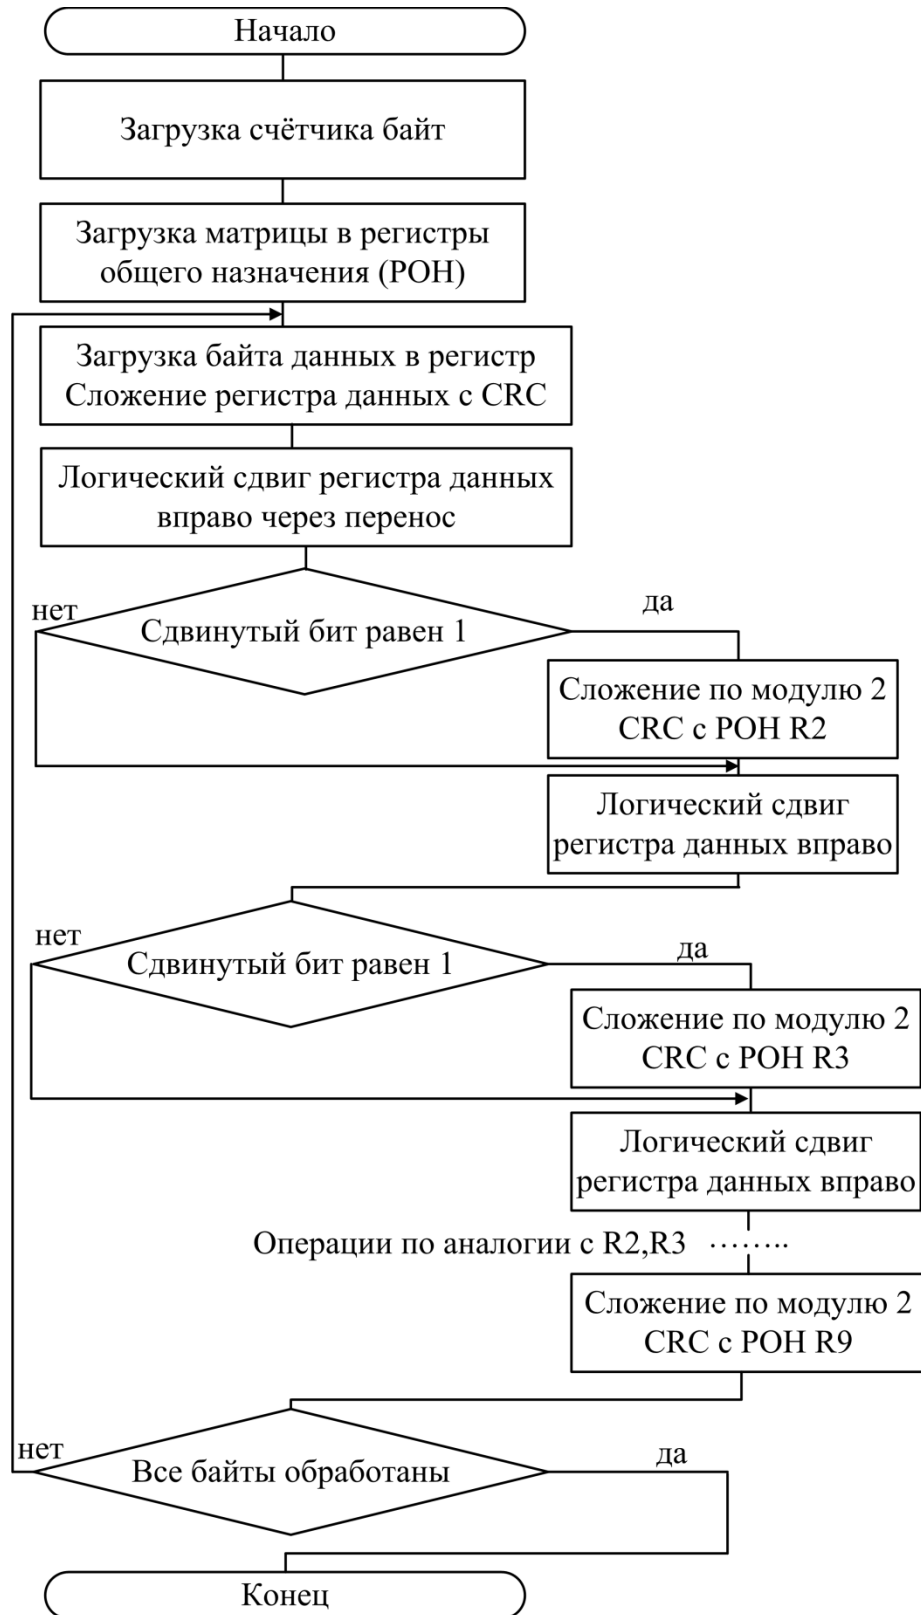 Начало
Загрузка счётчика байт
Загрузка матрицы в регистры
общего назначения (РОН)
Загрузка байта данных в регистр
Сложение регистра данных с CRC
Логический сдвиг регистра данных
вправо через перенос
нет
да
Сдвинутый бит равен 1
Сложение по модулю 2
CRC с РОН R2
Логический сдвиг
регистра данных вправо
нет
да
Сдвинутый бит равен 1
Сложение по модулю 2
CRC с РОН R3
Логический сдвиг
регистра данных вправо
Операции по аналогии с R2,R3 ........
Сложение по модулю 2
CRC с РОН R9
нет
да
Все байты обработаны
Конец